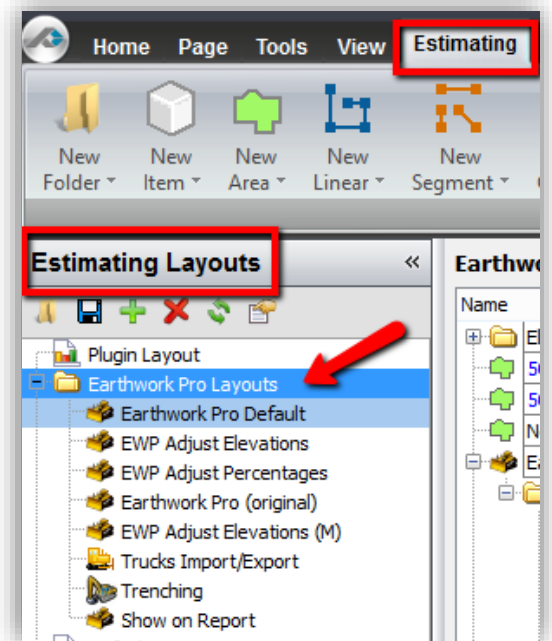 Home Page Tools View Estimating
New Folder New Item New Area New Linear New Segment
Estimating Layouts « Earthwo
Name
Plugin Layout
Earthwork Pro Layouts
Earthwork Pro Default
EWP Adjust Elevations
EWP Adjust Percentages
Earthwork Pro (original)
EWP Adjust Elevations (M)
Trucks Import/Export
Trenching
Show on Report